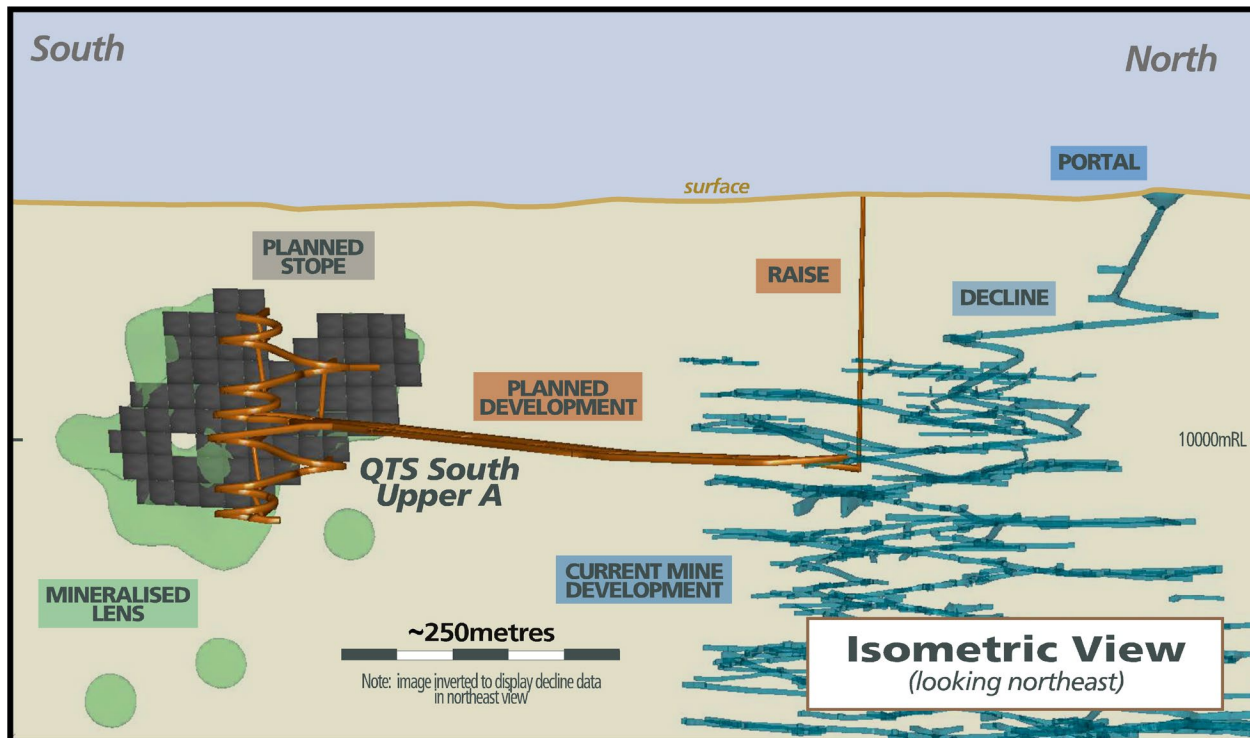 South
North
PORTAL
surface
PLANNED
STOPE
RAISE
DECLINE
PLANNED
DEVELOPMENT
10000mRL
QTS South
Upper A
CURRENT MINE
DEVELOPMENT
MINERALISED
LENS
~250metres
Note: image inverted to display decline data
in northeast view
Isometric View
(looking northeast)